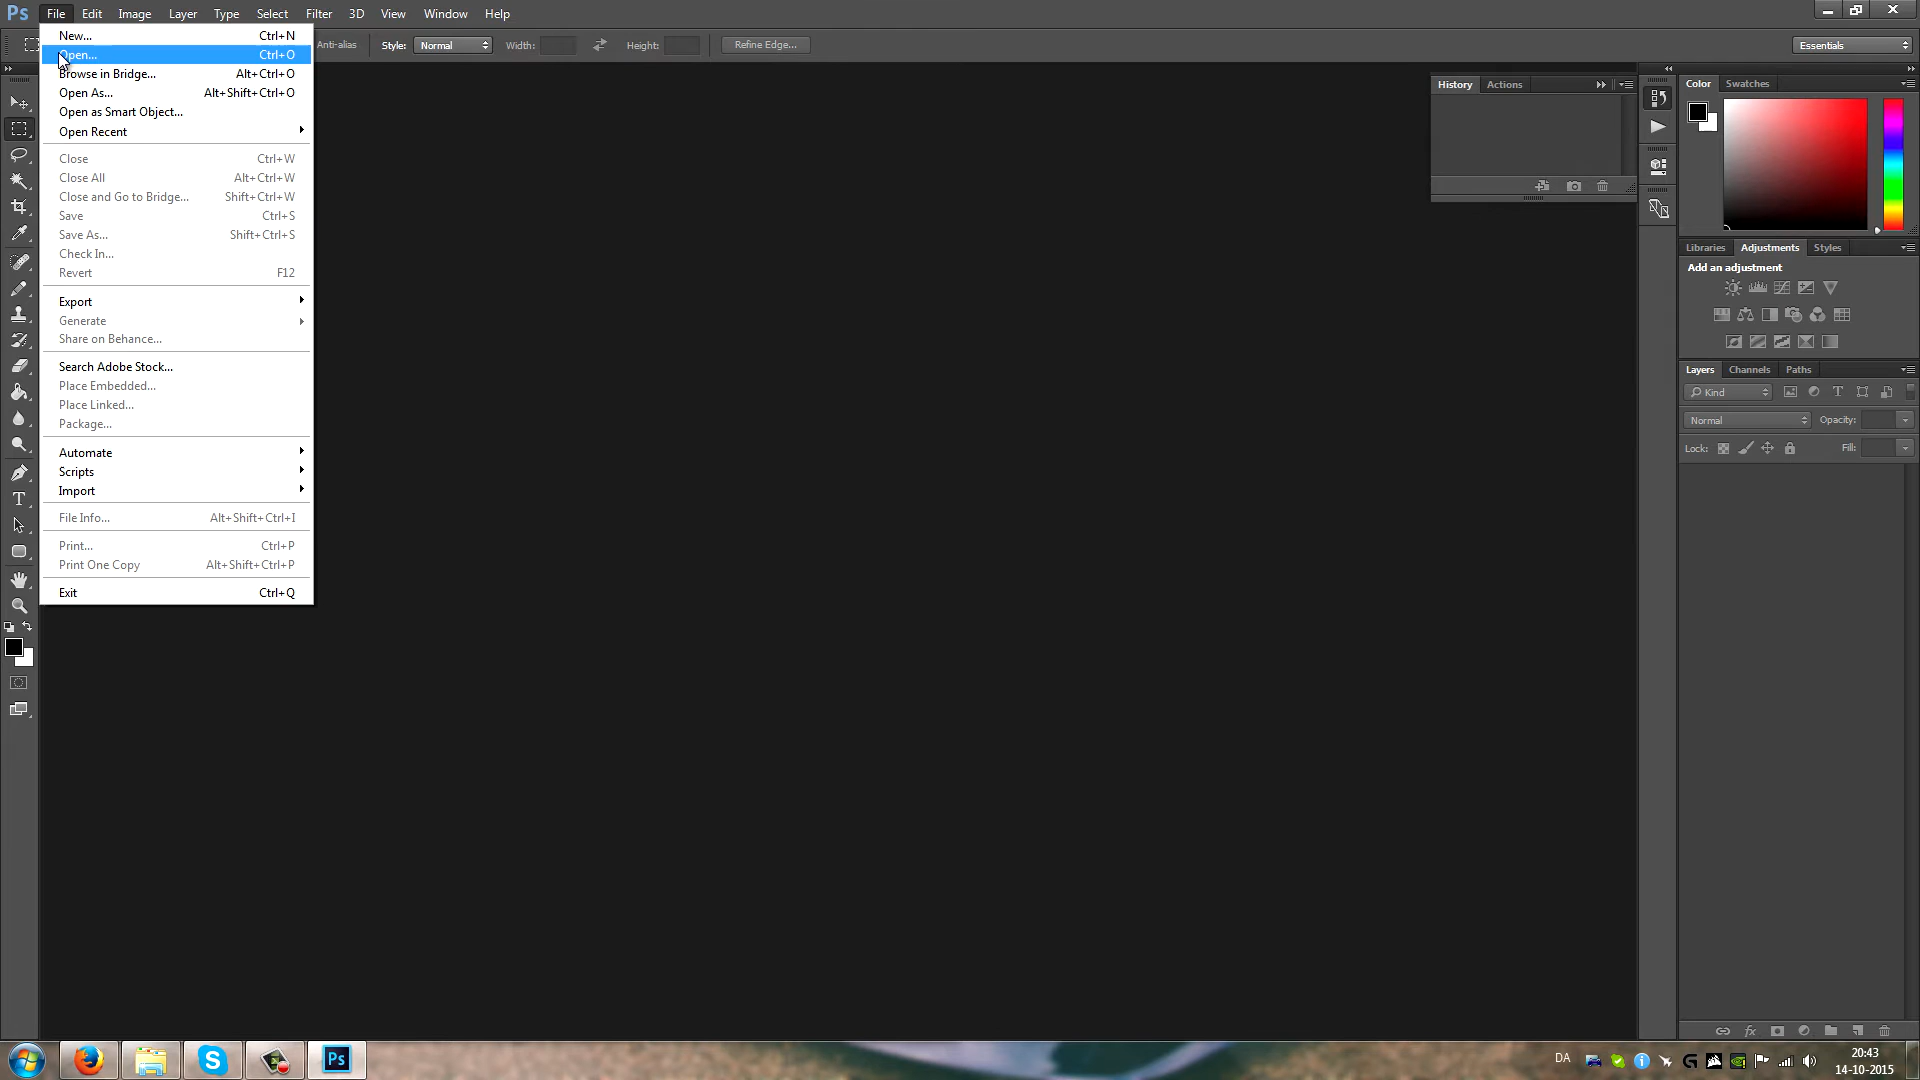 Ps File Edit Image Layer Type Select Filter 3D View Window Help
Anti-alias Style: Normal Width: Height: Refine Edge... Essentials
New... Ctrl+N
Open... Ctrl+O
Browse in Bridge... Alt+Ctrl+O
Open As... Alt+Shift+Ctrl+O
Open as Smart Object...
Open Recent
Close Ctrl+W
Close All Alt+Ctrl+W
Close and Go to Bridge... Shift+Ctrl+W
Save Ctrl+S
Save As... Shift+Ctrl+S
Check In...
Revert F12
Export
Generate
Share on Behance...
Search Adobe Stock...
Place Embedded...
Place Linked...
Package...
Automate
Scripts
Import
File Info... Alt+Shift+Ctrl+I
Print... Ctrl+P
Print One Copy Alt+Shift+Ctrl+P
Exit Ctrl+Q
History Actions
Color Swatches
Libraries Adjustments Styles
Add an adjustment
Layers Channels Paths
Kind
Normal Opacity:
Lock: Fill:
fx
Ps
DA
20:43
14-10-2015